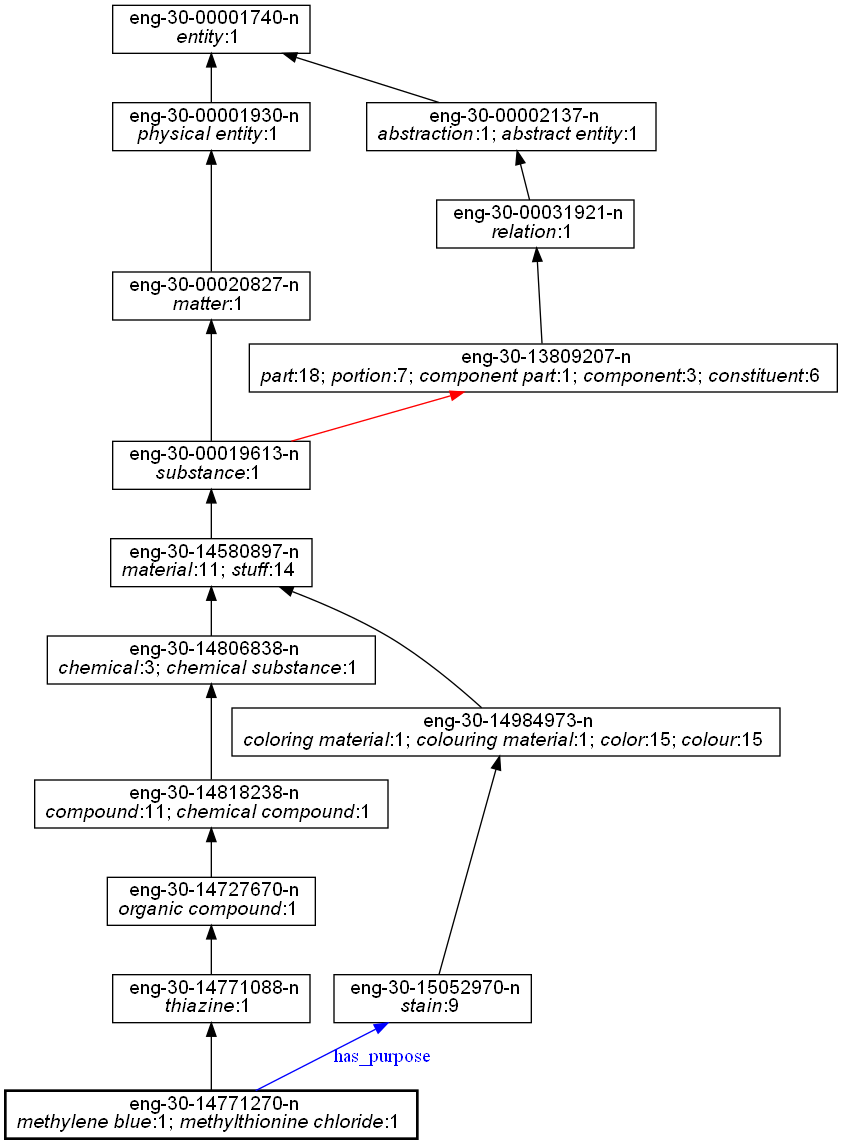 eng-30-00001740-n
entity:1
eng-30-00001930-n
physical entity:1
eng-30-00002137-n
abstraction:1; abstract entity:1
eng-30-00031921-n
relation:1
eng-30-00020827-n
matter:1
eng-30-13809207-n
part:18; portion:7; component part:1; component:3; constituent:6
eng-30-00019613-n
substance:1
eng-30-14580897-n
material:11; stuff:14
eng-30-14806838-n
chemical:3; chemical substance:1
eng-30-14984973-n
coloring material:1; colouring material:1; color:15; colour:15
eng-30-14818238-n
compound:11; chemical compound:1
eng-30-14727670-n
organic compound:1
eng-30-14771088-n
thiazine:1
eng-30-15052970-n
stain:9
has_purpose
eng-30-14771270-n
methylene blue:1; methylthionine chloride:1